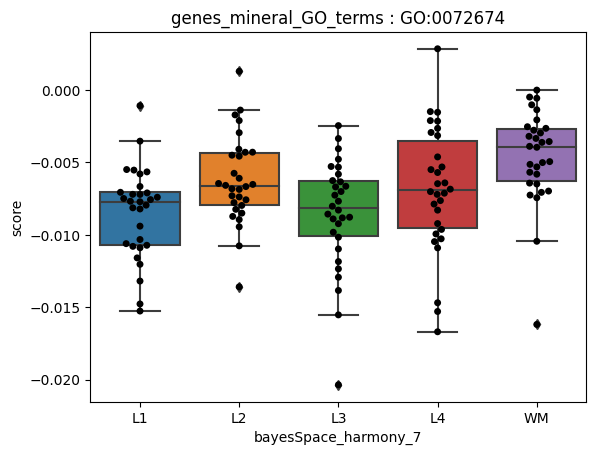 genes_mineral_GO_terms : GO:0072674
0.000
−0.005
−0.010
−0.015
−0.020
score
L1 L2 L3 L4 WM
bayesSpace_harmony_7